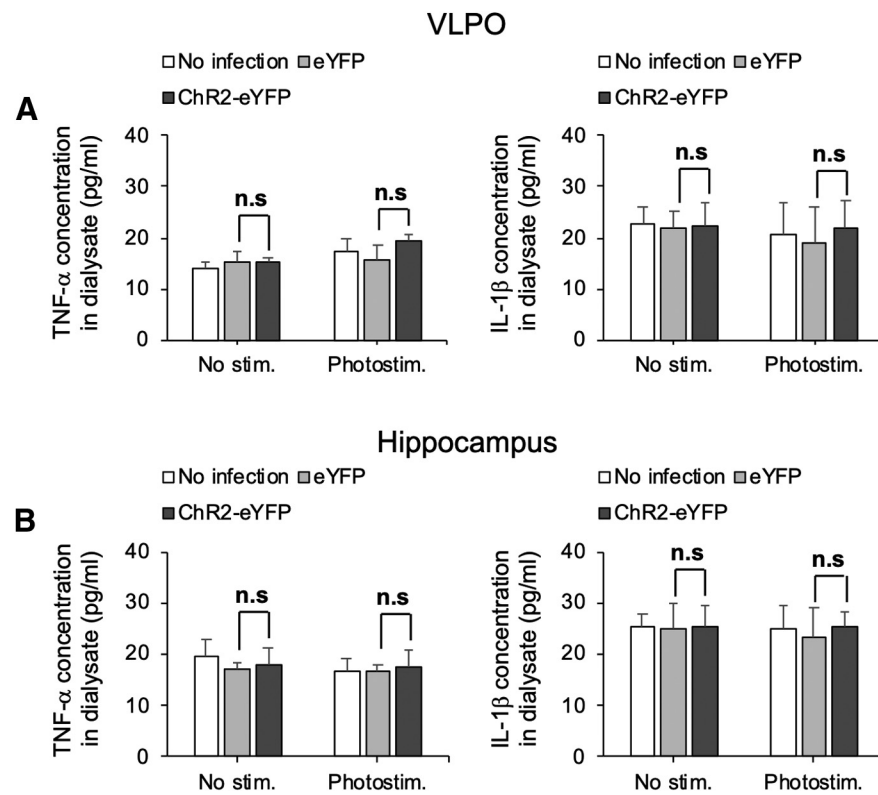 VLPO
No infection eYFP
ChR2-eYFP
No infection eYFP
ChR2-eYFP
A
TNF-α concentration
in dialysate (pg/ml)
40
30
20
10
0
n.s
n.s
No stim. Photostim.
IL-1β concentration
in dialysate (pg/ml)
40
30
20
10
0
n.s
n.s
No stim. Photostim.
Hippocampus
No infection eYFP
ChR2-eYFP
No infection eYFP
ChR2-eYFP
B
TNF-α concentration
in dialysate (pg/ml)
40
30
20
10
0
n.s
n.s
No stim. Photostim.
IL-1β concentration
in dialysate (pg/ml)
40
30
20
10
0
n.s
n.s
No stim. Photostim.